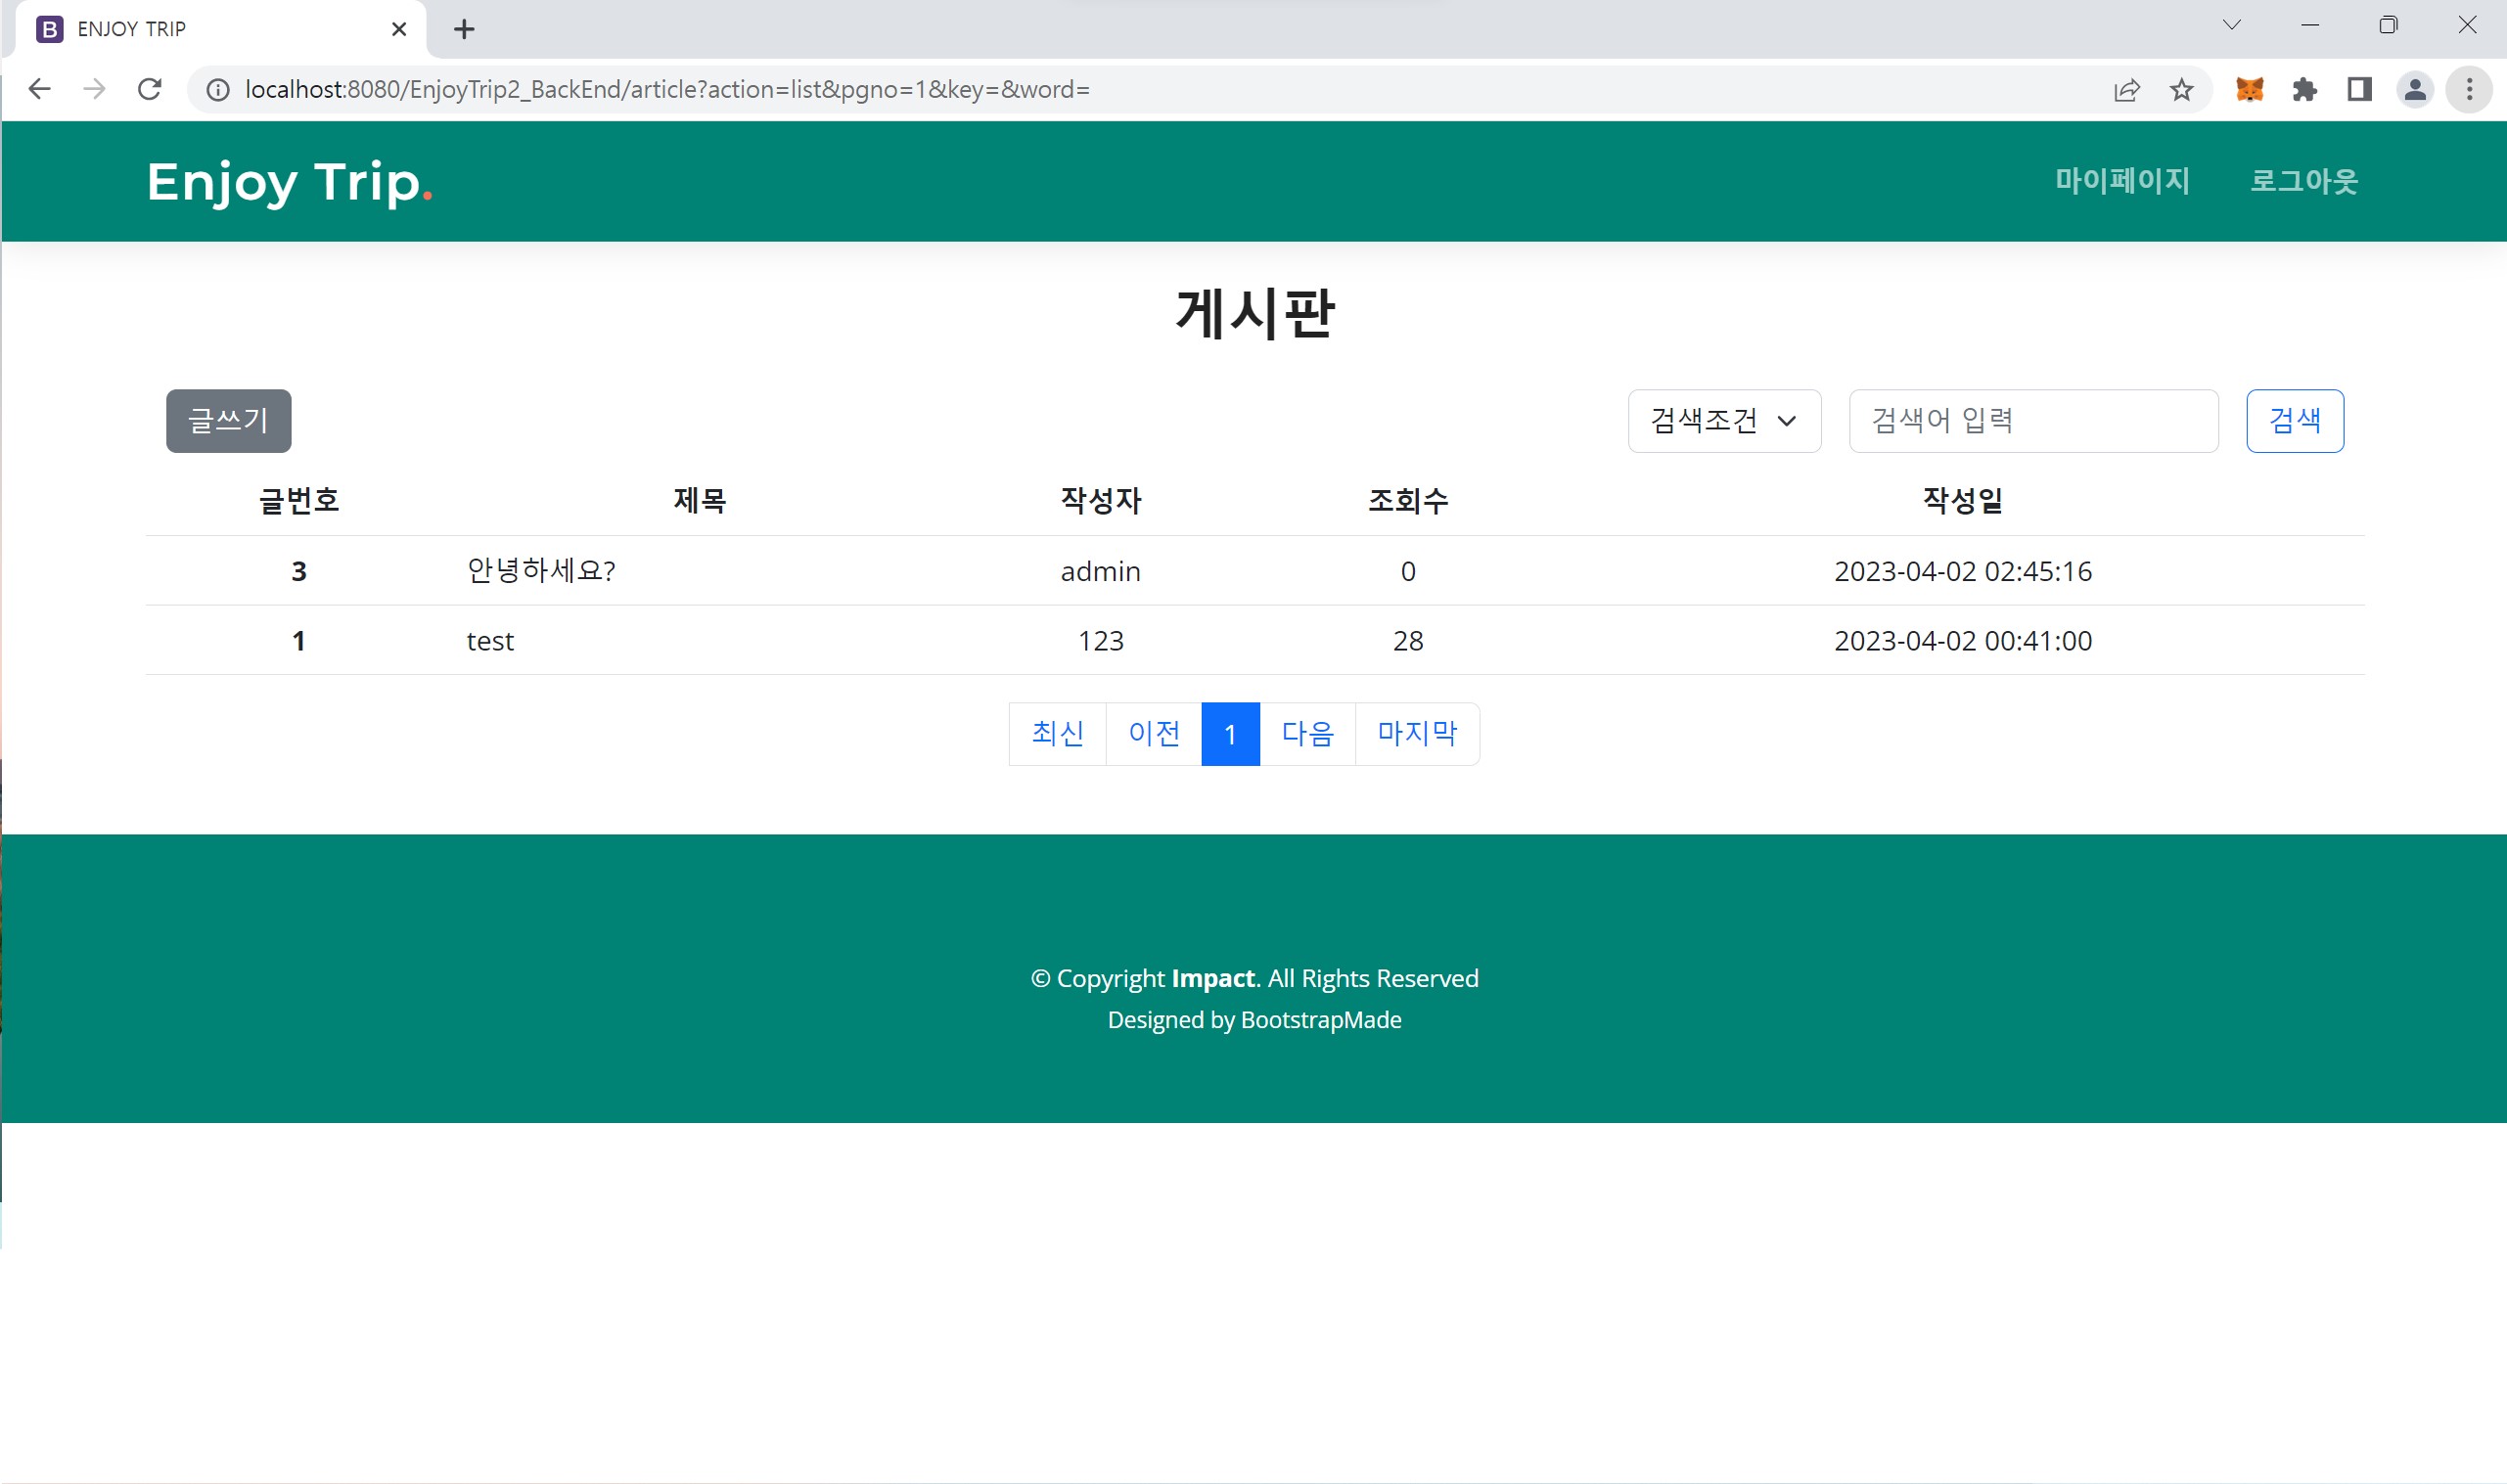 ENJOY TRIP
localhost:8080/EnjoyTrip2_BackEnd/article?action=list&pgno=1&key=&word=
Enjoy Trip. 마이페이지 로그아웃
게시판
글쓰기 검색조건 검색어 입력 검색
글번호 제목 작성자 조회수 작성일
3 안녕하세요? admin 0 2023-04-02 02:45:16
1 test 123 28 2023-04-02 00:41:00
최신 이전 1 다음 마지막
© Copyright Impact. All Rights Reserved
Designed by BootstrapMade